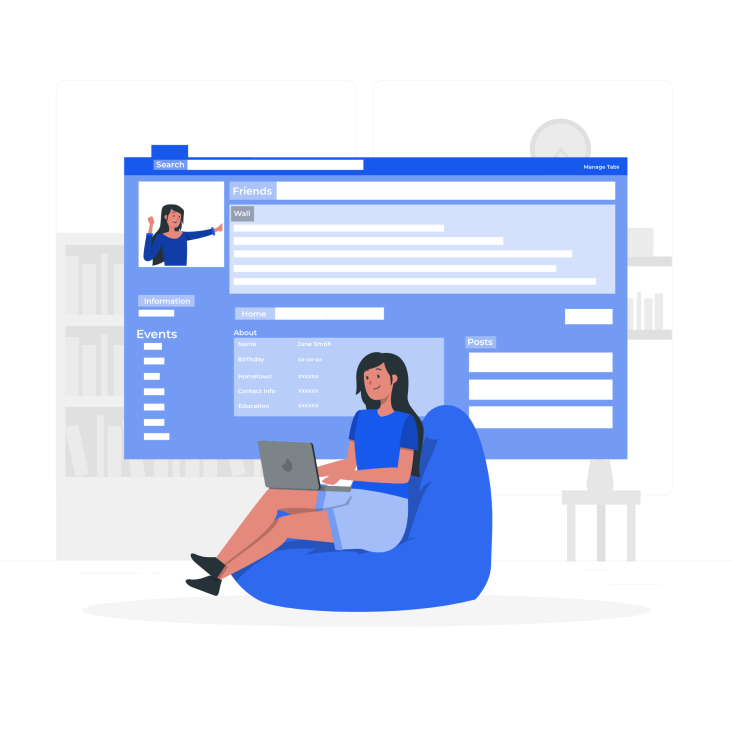 Search
Manage Tabs
Friends
Wall
Information
Home
Events
About
Name Jane Smith
Birthday xx-xx-xx
Hometown xxxxxx
Contact Info xxxxxx
Education xxxxxx
Posts